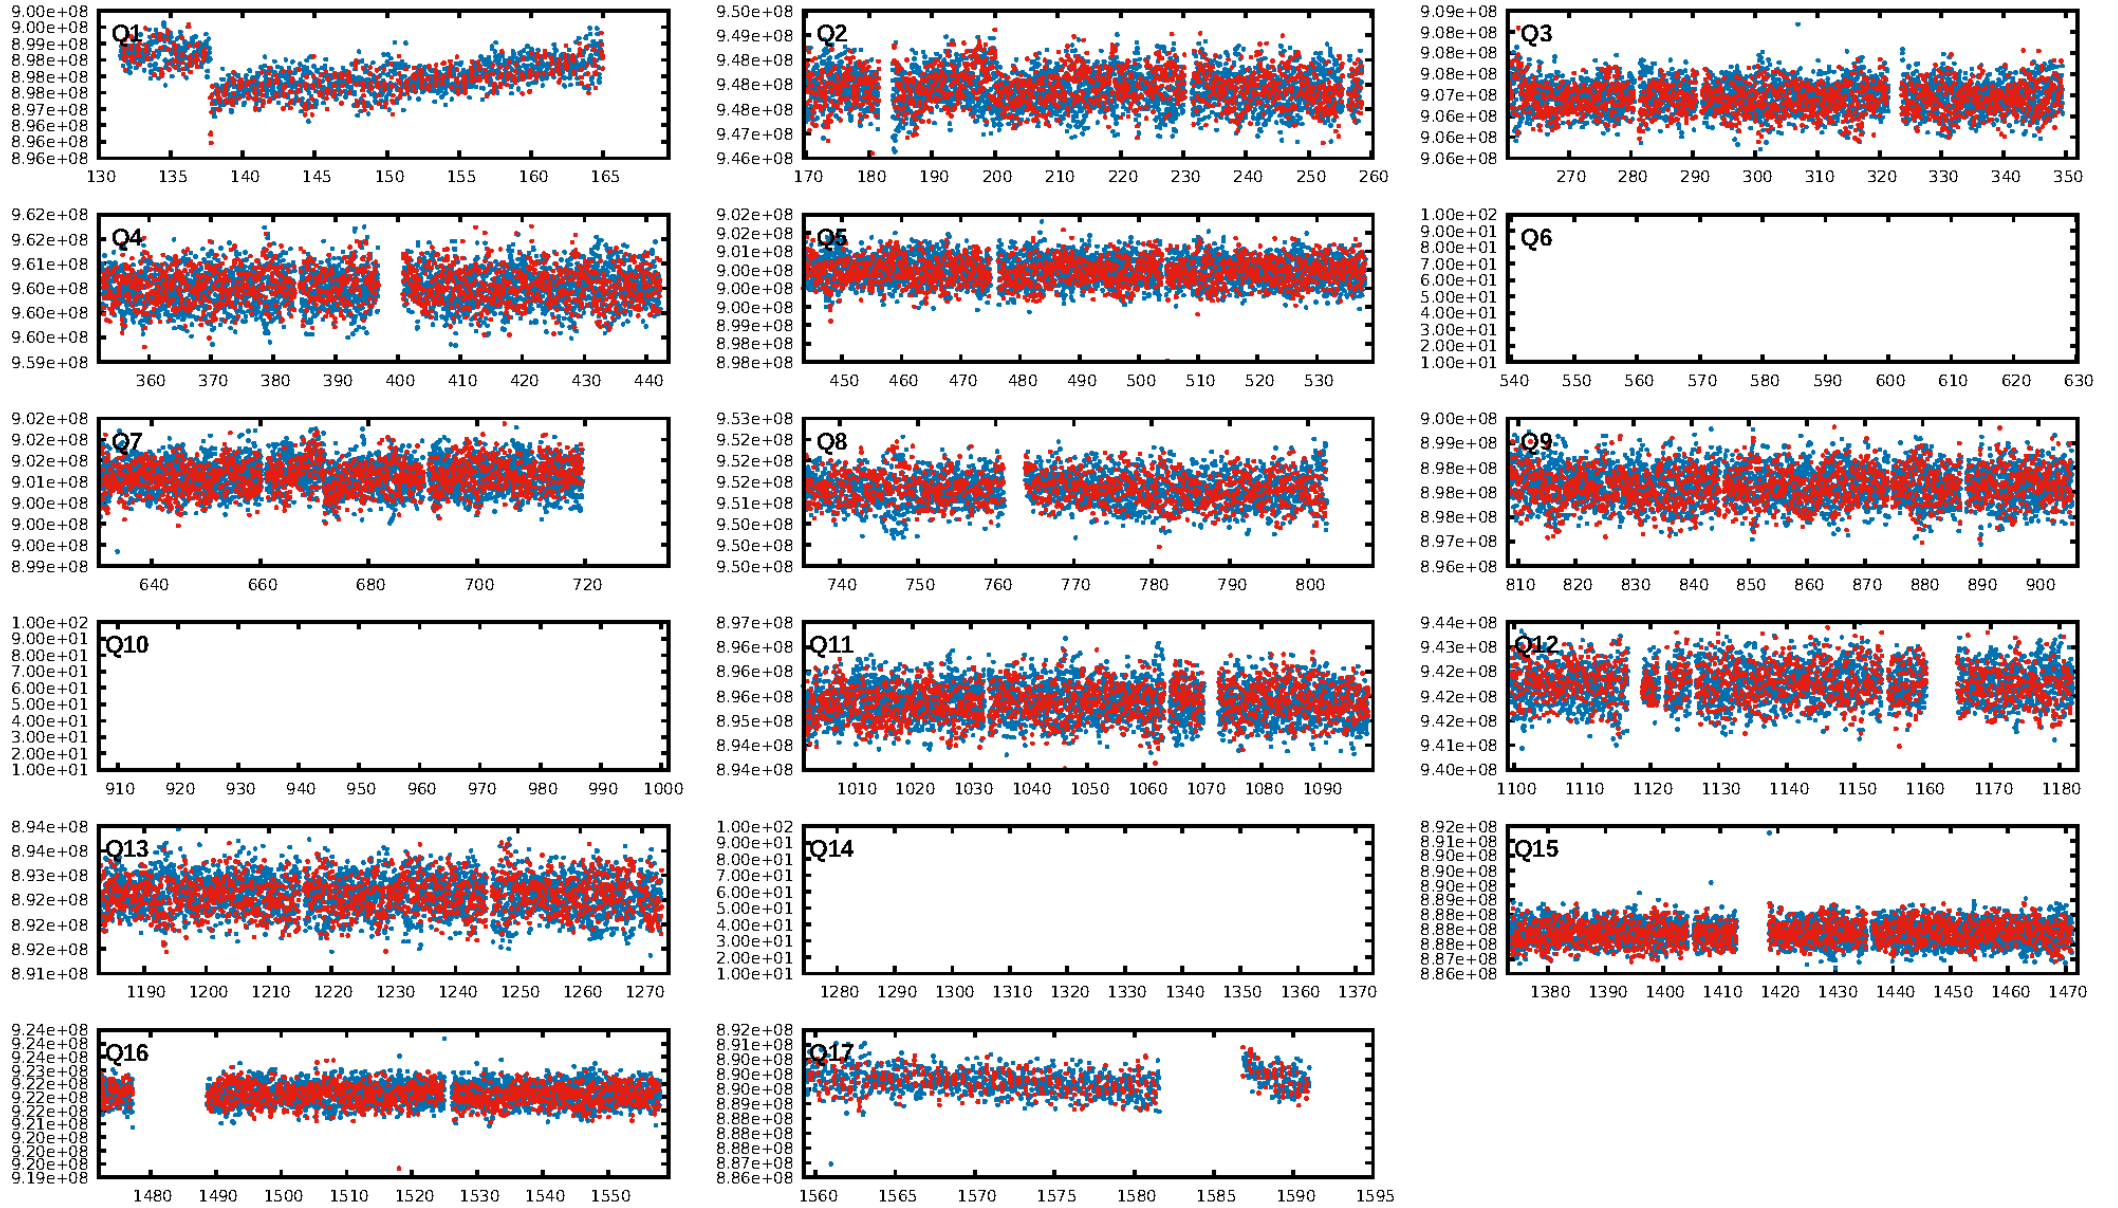 9.00e+08
9.00e+08
8.99e+08
8.98e+08
8.98e+08
8.98e+08
8.97e+08
8.96e+08
8.96e+08
Q1
130 135 140 145 150 155 160 165
9.50e+08
9.49e+08
9.48e+08
9.48e+08
9.48e+08
9.47e+08
9.46e+08
Q2
170 180 190 200 210 220 230 240 250 260
9.09e+08
9.08e+08
9.08e+08
9.08e+08
9.07e+08
9.06e+08
9.06e+08
9.06e+08
Q3
270 280 290 300 310 320 330 340 350
9.62e+08
9.62e+08
9.61e+08
9.60e+08
9.60e+08
9.60e+08
9.59e+08
Q4
360 370 380 390 400 410 420 430 440
9.02e+08
9.02e+08
9.01e+08
9.00e+08
9.00e+08
9.00e+08
8.99e+08
8.98e+08
8.98e+08
Q5
450 460 470 480 490 500 510 520 530
1.00e+02
9.00e+01
8.00e+01
7.00e+01
6.00e+01
5.00e+01
4.00e+01
3.00e+01
2.00e+01
1.00e+01
Q6
540 550 560 570 580 590 600 610 620 630
9.02e+08
9.02e+08
9.02e+08
9.01e+08
9.00e+08
9.00e+08
9.00e+08
8.99e+08
Q7
640 660 680 700 720
9.53e+08
9.52e+08
9.52e+08
9.52e+08
9.51e+08
9.50e+08
9.50e+08
9.50e+08
Q8
740 750 760 770 780 790 800
9.00e+08
8.99e+08
8.98e+08
8.98e+08
8.98e+08
8.97e+08
8.96e+08
Q9
810 820 830 840 850 860 870 880 890 900
1.00e+02
9.00e+01
8.00e+01
7.00e+01
6.00e+01
5.00e+01
4.00e+01
3.00e+01
2.00e+01
1.00e+01
Q10
910 920 930 940 950 960 970 980 990 1000
8.97e+08
8.96e+08
8.96e+08
8.96e+08
8.95e+08
8.94e+08
8.94e+08
Q11
1010 1020 1030 1040 1050 1060 1070 1080 1090
9.44e+08
9.43e+08
9.42e+08
9.42e+08
9.42e+08
9.41e+08
9.40e+08
Q12
1100 1110 1120 1130 1140 1150 1160 1170 1180
8.94e+08
8.94e+08
8.93e+08
8.92e+08
8.92e+08
8.92e+08
8.91e+08
Q13
1190 1200 1210 1220 1230 1240 1250 1260 1270
1.00e+02
9.00e+01
8.00e+01
7.00e+01
6.00e+01
5.00e+01
4.00e+01
3.00e+01
2.00e+01
1.00e+01
Q14
1280 1290 1300 1310 1320 1330 1340 1350 1360 1370
8.92e+08
8.91e+08
8.90e+08
8.90e+08
8.90e+08
8.89e+08
8.88e+08
8.88e+08
8.88e+08
8.87e+08
8.86e+08
Q15
1380 1390 1400 1410 1420 1430 1440 1450 1460 1470
9.24e+08
9.24e+08
9.24e+08
9.23e+08
9.22e+08
9.22e+08
9.22e+08
9.21e+08
9.20e+08
9.20e+08
9.20e+08
9.19e+08
Q16
1480 1490 1500 1510 1520 1530 1540 1550
8.92e+08
8.91e+08
8.90e+08
8.90e+08
8.90e+08
8.89e+08
8.88e+08
8.88e+08
8.88e+08
8.87e+08
8.86e+08
Q17
1560 1565 1570 1575 1580 1585 1590 1595